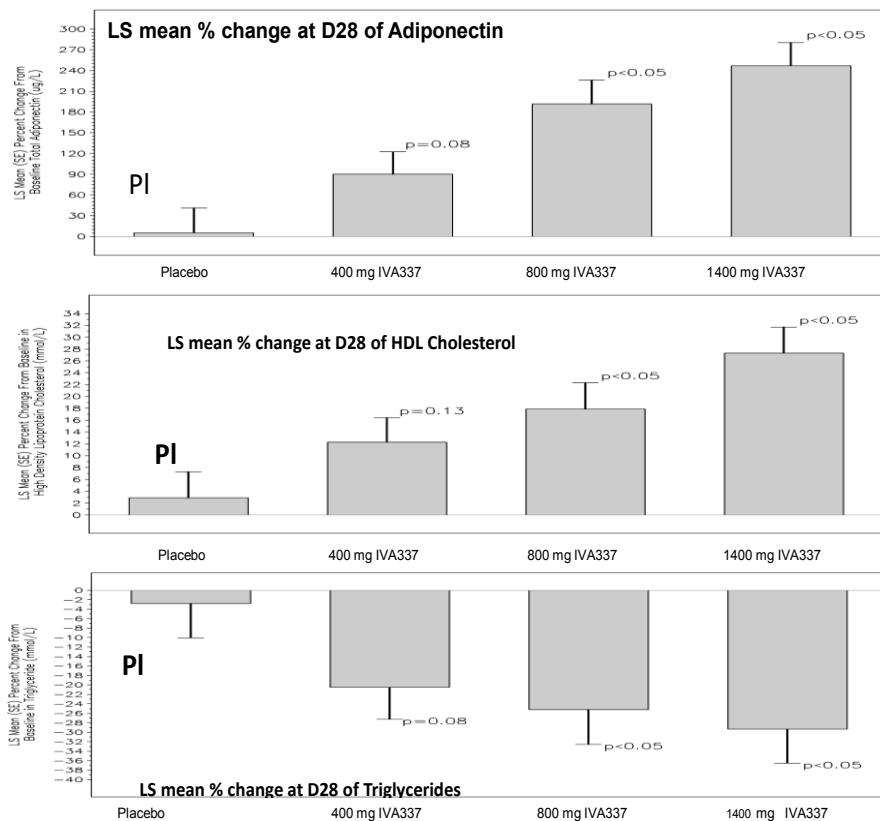 LS mean % change at D28 of Adiponectin
LS Mean (SE) Percent Change From
Baseline Total Adiponectin (ug/L)
300
270
240
210
180
150
120
90
60
30
0
Pl
p=0.08
p<0.05
p<0.05
Placebo
400 mg IVA337
800 mg IVA337
1400 mg IVA337
LS mean % change at D28 of HDL Cholesterol
LS Mean (SE) Percent Change From Baseline in
High Density Lipoprotein Cholesterol (mmol/L)
34
32
30
28
26
24
22
20
18
16
14
12
10
8
6
4
2
0
Pl
p=0.13
p<0.05
p<0.05
Placebo
400 mg IVA337
800 mg IVA337
1400 mg IVA337
LS Mean (SE) Percent Change From
Baseline in Triglyceride (mmol/L)
0
−2
−4
−6
−8
−10
−12
−14
−16
−18
−20
−22
−24
−26
−28
−30
−32
−34
−36
−38
−40
Pl
p=0.08
p<0.05
p<0.05
LS mean % change at D28 of Triglycerides
Placebo
400 mg IVA337
800 mg IVA337
1400 mg IVA337